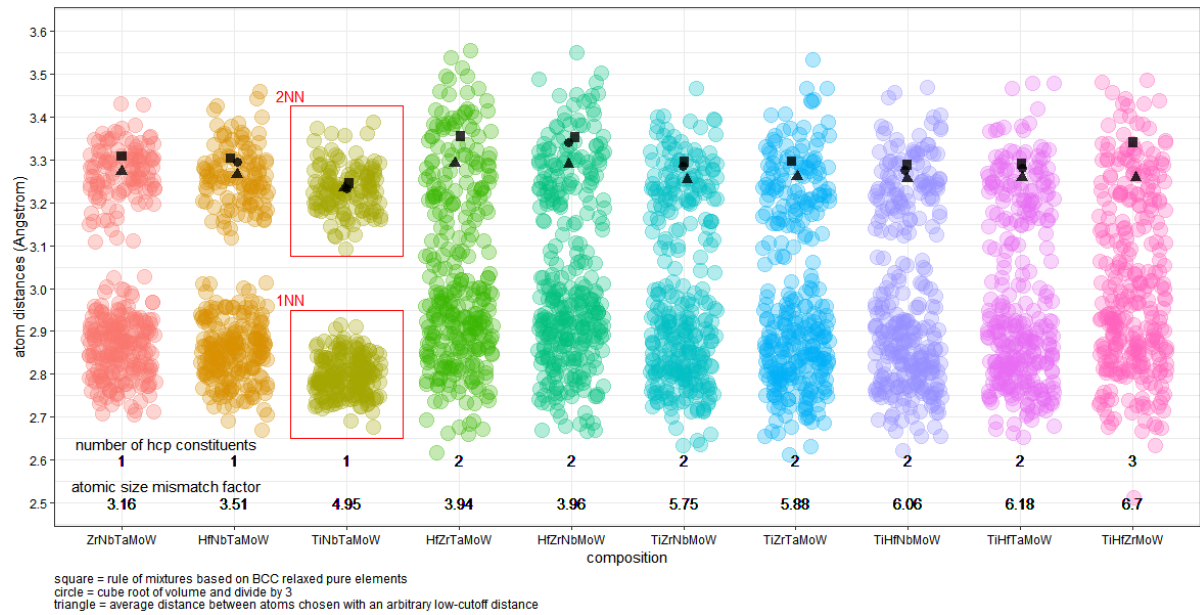 3.6
3.5
3.4
3.3
3.2
3.1
3.0
2.9
2.8
2.7
2.6
2.5
atom distances (Angstrom)
2NN
1NN
number of hcp constituents
1 1 1 2 2 2 2 2 2 3
atomic size mismatch factor
3.16 3.51 4.95 3.94 3.96 5.75 5.88 6.06 6.18 6.7
ZrNbTaMoW HfNbTaMoW TiNbTaMoW HfZrTaMoW HfZrNbMoW TiZrNbMoW TiZrTaMoW TiHfNbMoW TiHfTaMoW TiHfZrMoW
composition
square = rule of mixtures based on BCC relaxed pure elements
circle = cube root of volume and divide by 3
triangle = average distance between atoms chosen with an arbitrary low-cutoff distance